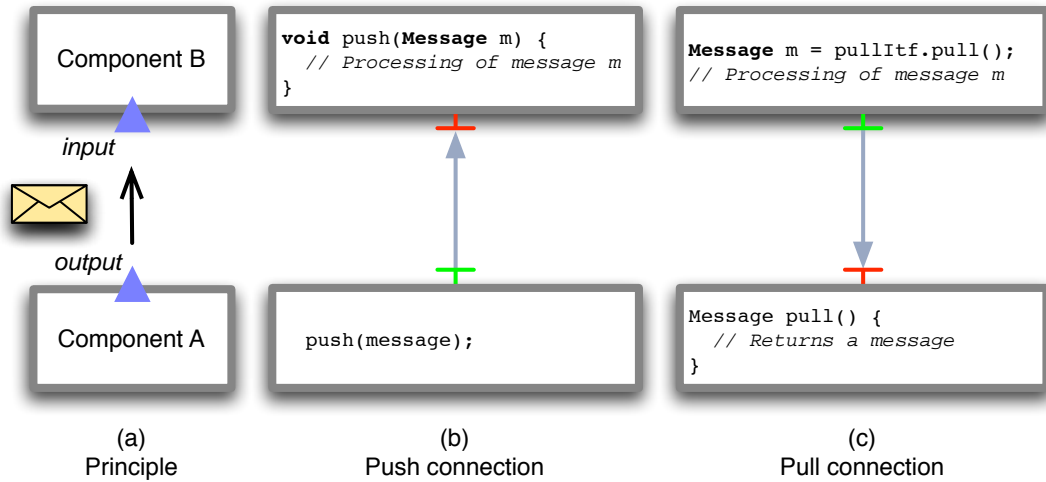 Component B
input
output
Component A
(a)
Principle
void push(Message m) {
// Processing of message m
}
push(message);
(b)
Push connection
Message m = pullItf.pull();
// Processing of message m
Message pull() {
// Returns a message
}
(c)
Pull connection